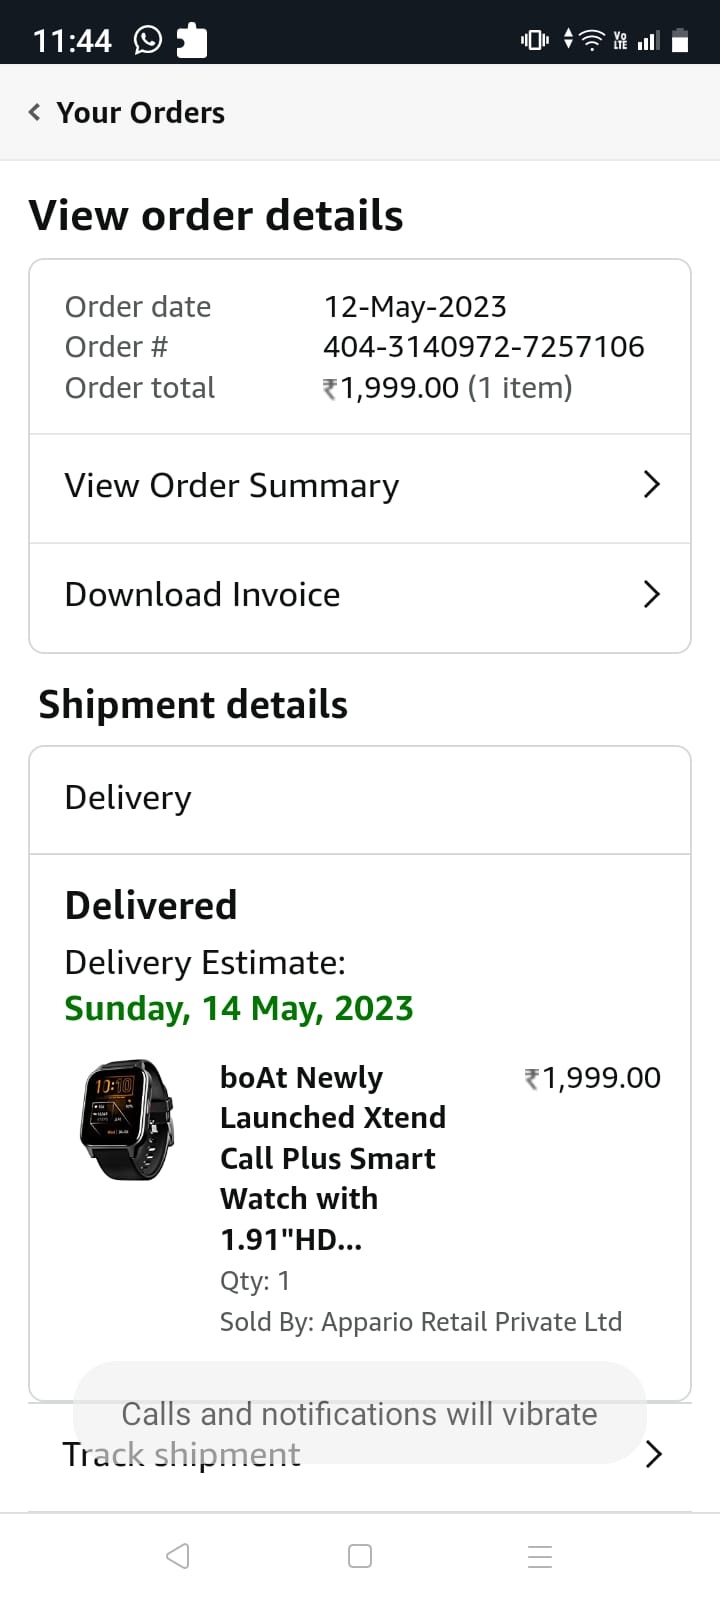 11:44
VO LTE
Your Orders
View order details
Order date 12-May-2023
Order # 404-3140972-7257106
Order total ₹1,999.00 (1 item)
View Order Summary
Download Invoice
Shipment details
Delivery
Delivered
Delivery Estimate:
Sunday, 14 May, 2023
10:10
boAt Newly ₹1,999.00
Launched Xtend
Call Plus Smart
Watch with
1.91"HD...
Qty: 1
Sold By: Appario Retail Private Ltd
Calls and notifications will vibrate
Track shipment